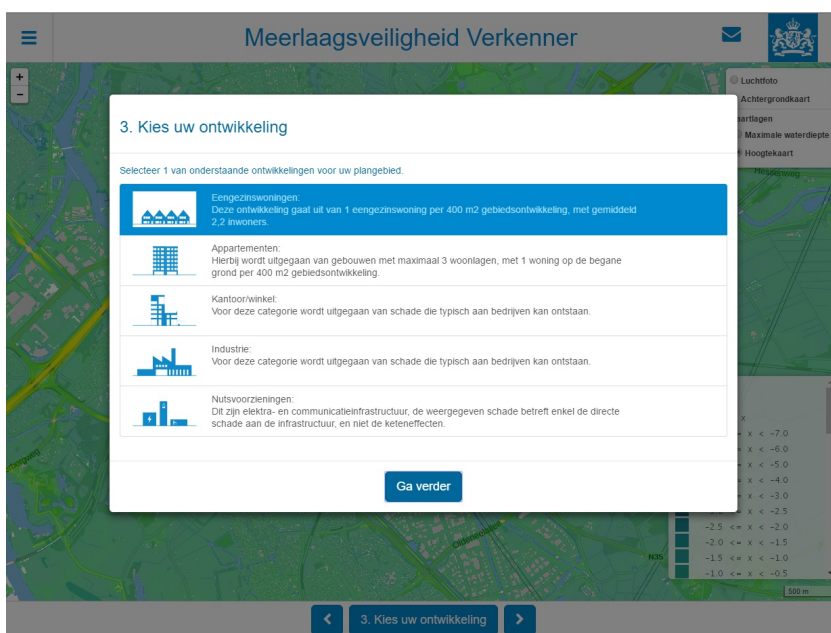 Meerlaagsveiligheid Verkenner
+
−
Luchtfoto
Achtergrondkaart
aartlagen
Maximale waterdiepte
Hoogtekaart
Hessenweg
3. Kies uw ontwikkeling
Selecteer 1 van onderstaande ontwikkelingen voor uw plangebied.
Eengezinswoningen:
Deze ontwikkeling gaat uit van 1 eengezinswoning per 400 m2 gebiedsontwikkeling, met gemiddeld
2,2 inwoners.
Appartementen:
Hierbij wordt uitgegaan van gebouwen met maximaal 3 woonlagen, met 1 woning op de begane
grond per 400 m2 gebiedsontwikkeling.
Kantoor/winkel:
Voor deze categorie wordt uitgegaan van schade die typisch aan bedrijven kan ontstaan.
Industrie:
Voor deze categorie wordt uitgegaan van schade die typisch aan bedrijven kan ontstaan.
Nutsvoorzieningen:
Dit zijn elektra- en communicatieinfrastructuur, de weergegeven schade betreft enkel de directe
schade aan de infrastructuur, en niet de keteneffecten.
Ga verder
x
= x < -7.0
= x < -6.0
= x < -5.0
= x < -4.0
= x < -3.0
= x < -2.5
-2.5 <= x < -2.0
-2.0 <= x < -1.5
-1.5 <= x < -1.0
-1.0 <= x < -0.5
N35
500 m
3. Kies uw ontwikkeling